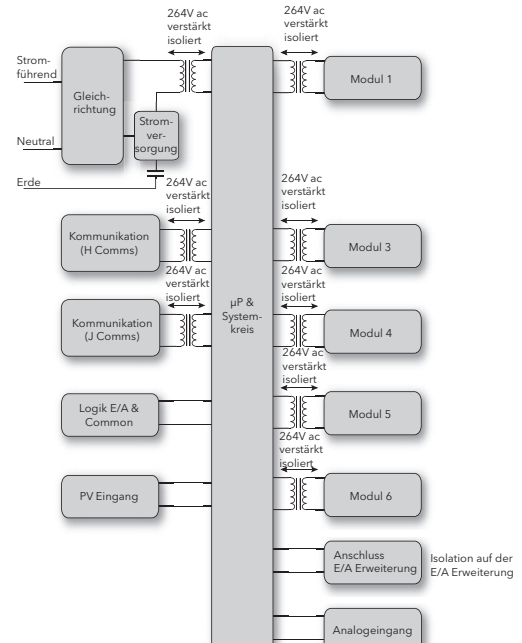 264V ac
verstärkt
isoliert
264V ac
verstärkt
isoliert
Strom-
führend
Gleich-
richtung
Modul 1
Strom-
ver-
sorgung
Neutral
Erde
264V ac
verstärkt
isoliert
264V ac
verstärkt
isoliert
Kommunikation
(H Comms)
Modul 3
264V ac
verstärkt
isoliert
264V ac
verstärkt
isoliert
µP &
System-
kreis
Kommunikation
(J Comms)
Modul 4
264V ac
verstärkt
isoliert
Logik E/A &
Common
Modul 5
264V ac
verstärkt
isoliert
PV Eingang
Modul 6
Anschluss
E/A Erweiterung
Isolation auf der
E/A Erweiterung
Analogeingang